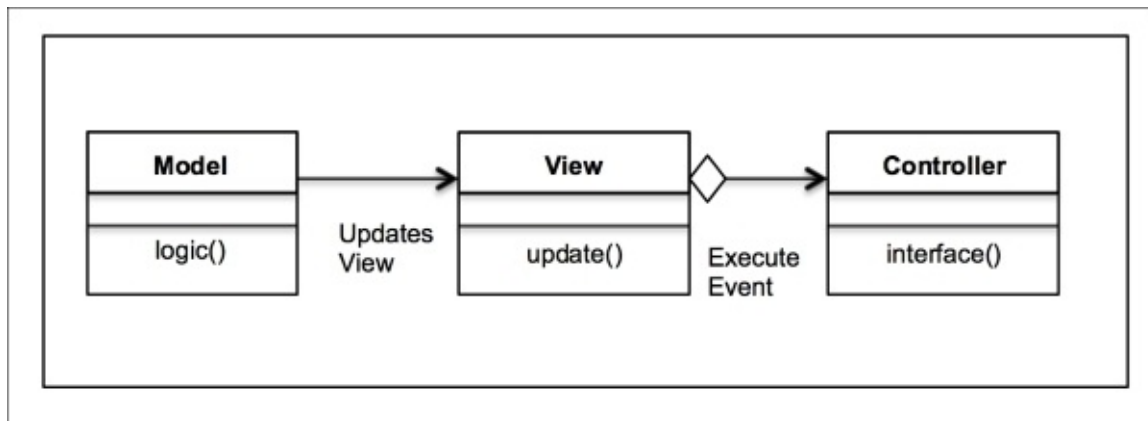 Model
View
Controller
logic()
Updates
View
update()
Execute
Event
interface()